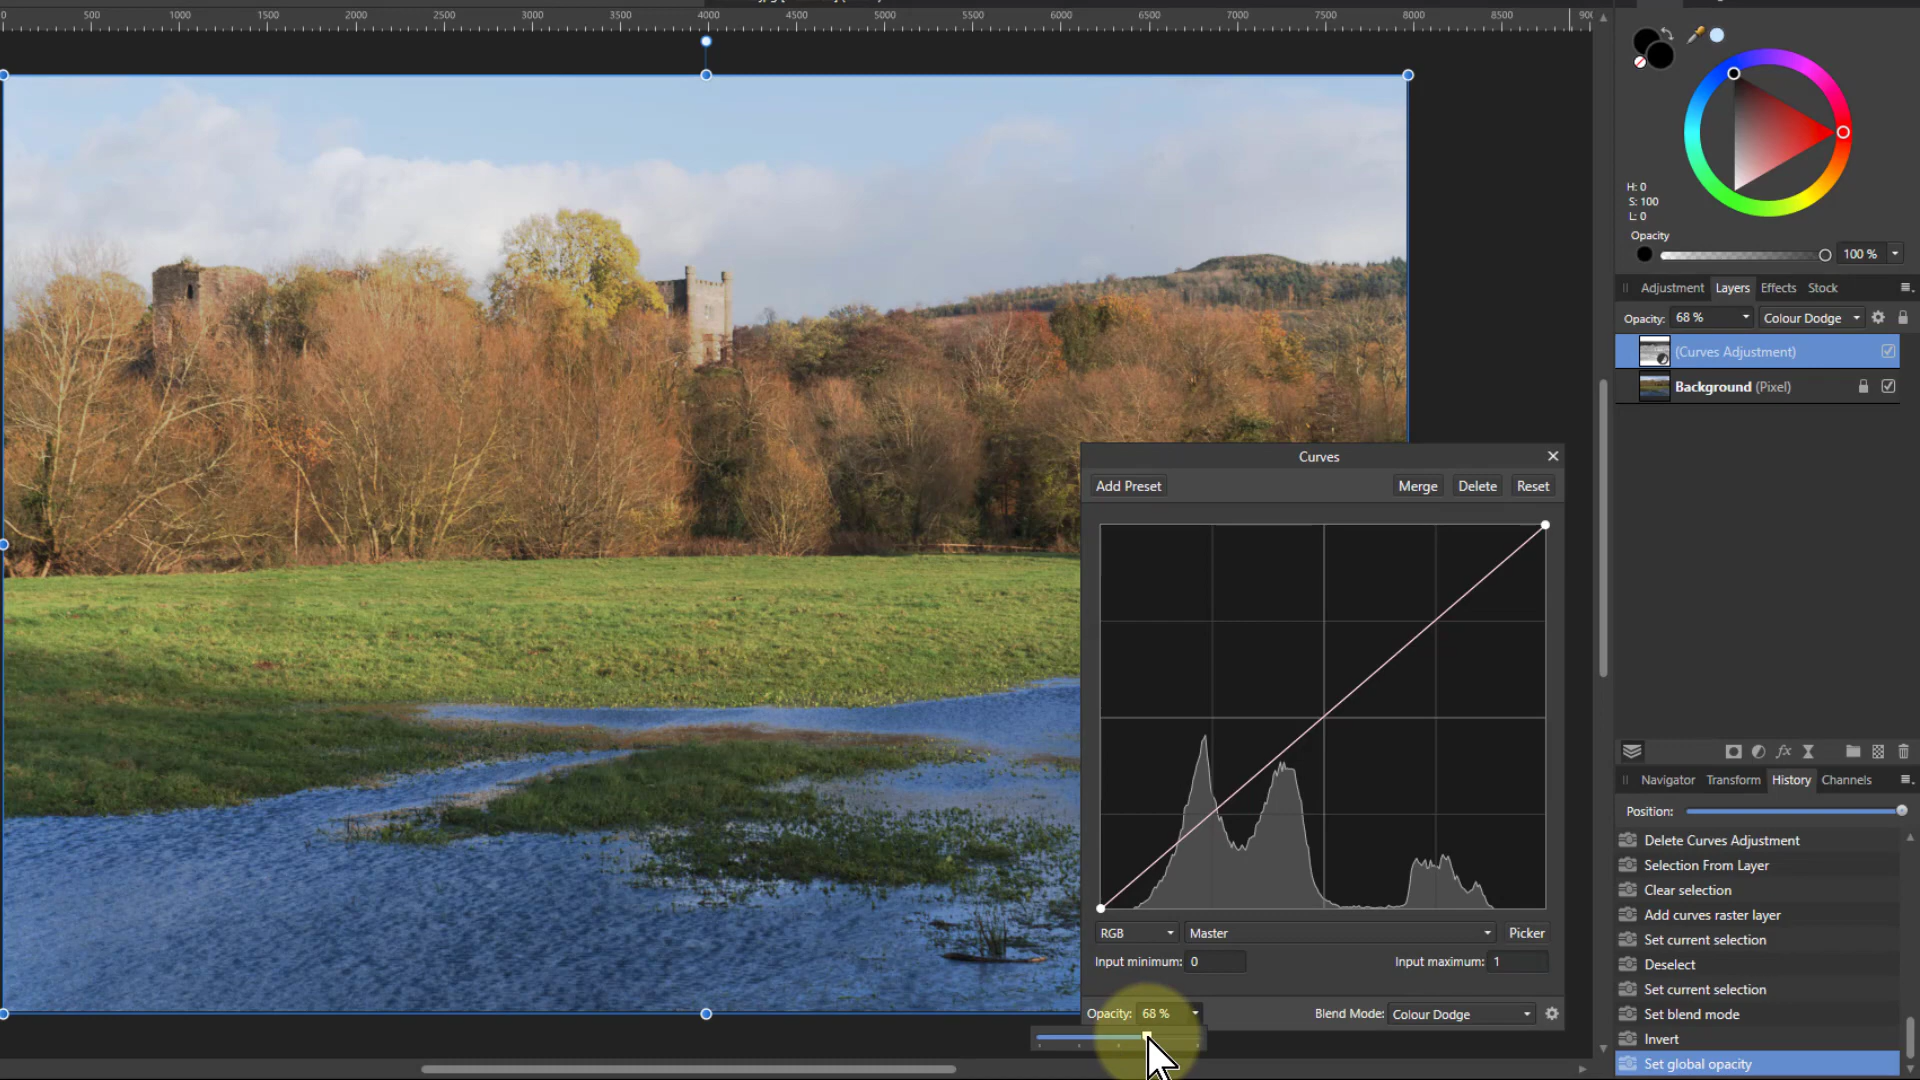 500 1000 1500 2000 2500 3000 3500 4000 4500 5000 5500 6000 6500 7000 7500 8000 8500
H: 0
S: 100
L: 0
Opacity
100 %
Adjustment Layers Effects Stock
Opacity: 68 % Colour Dodge
(Curves Adjustment)
Background (Pixel)
Curves
Add Preset Merge Delete Reset
RGB Master Picker
Input minimum: 0 Input maximum: 1
Opacity: 68 % Blend Mode: Colour Dodge
fx
Navigator Transform History Channels
Position:
Delete Curves Adjustment
Selection From Layer
Clear selection
Add curves raster layer
Set current selection
Deselect
Set current selection
Set blend mode
Invert
Set global opacity